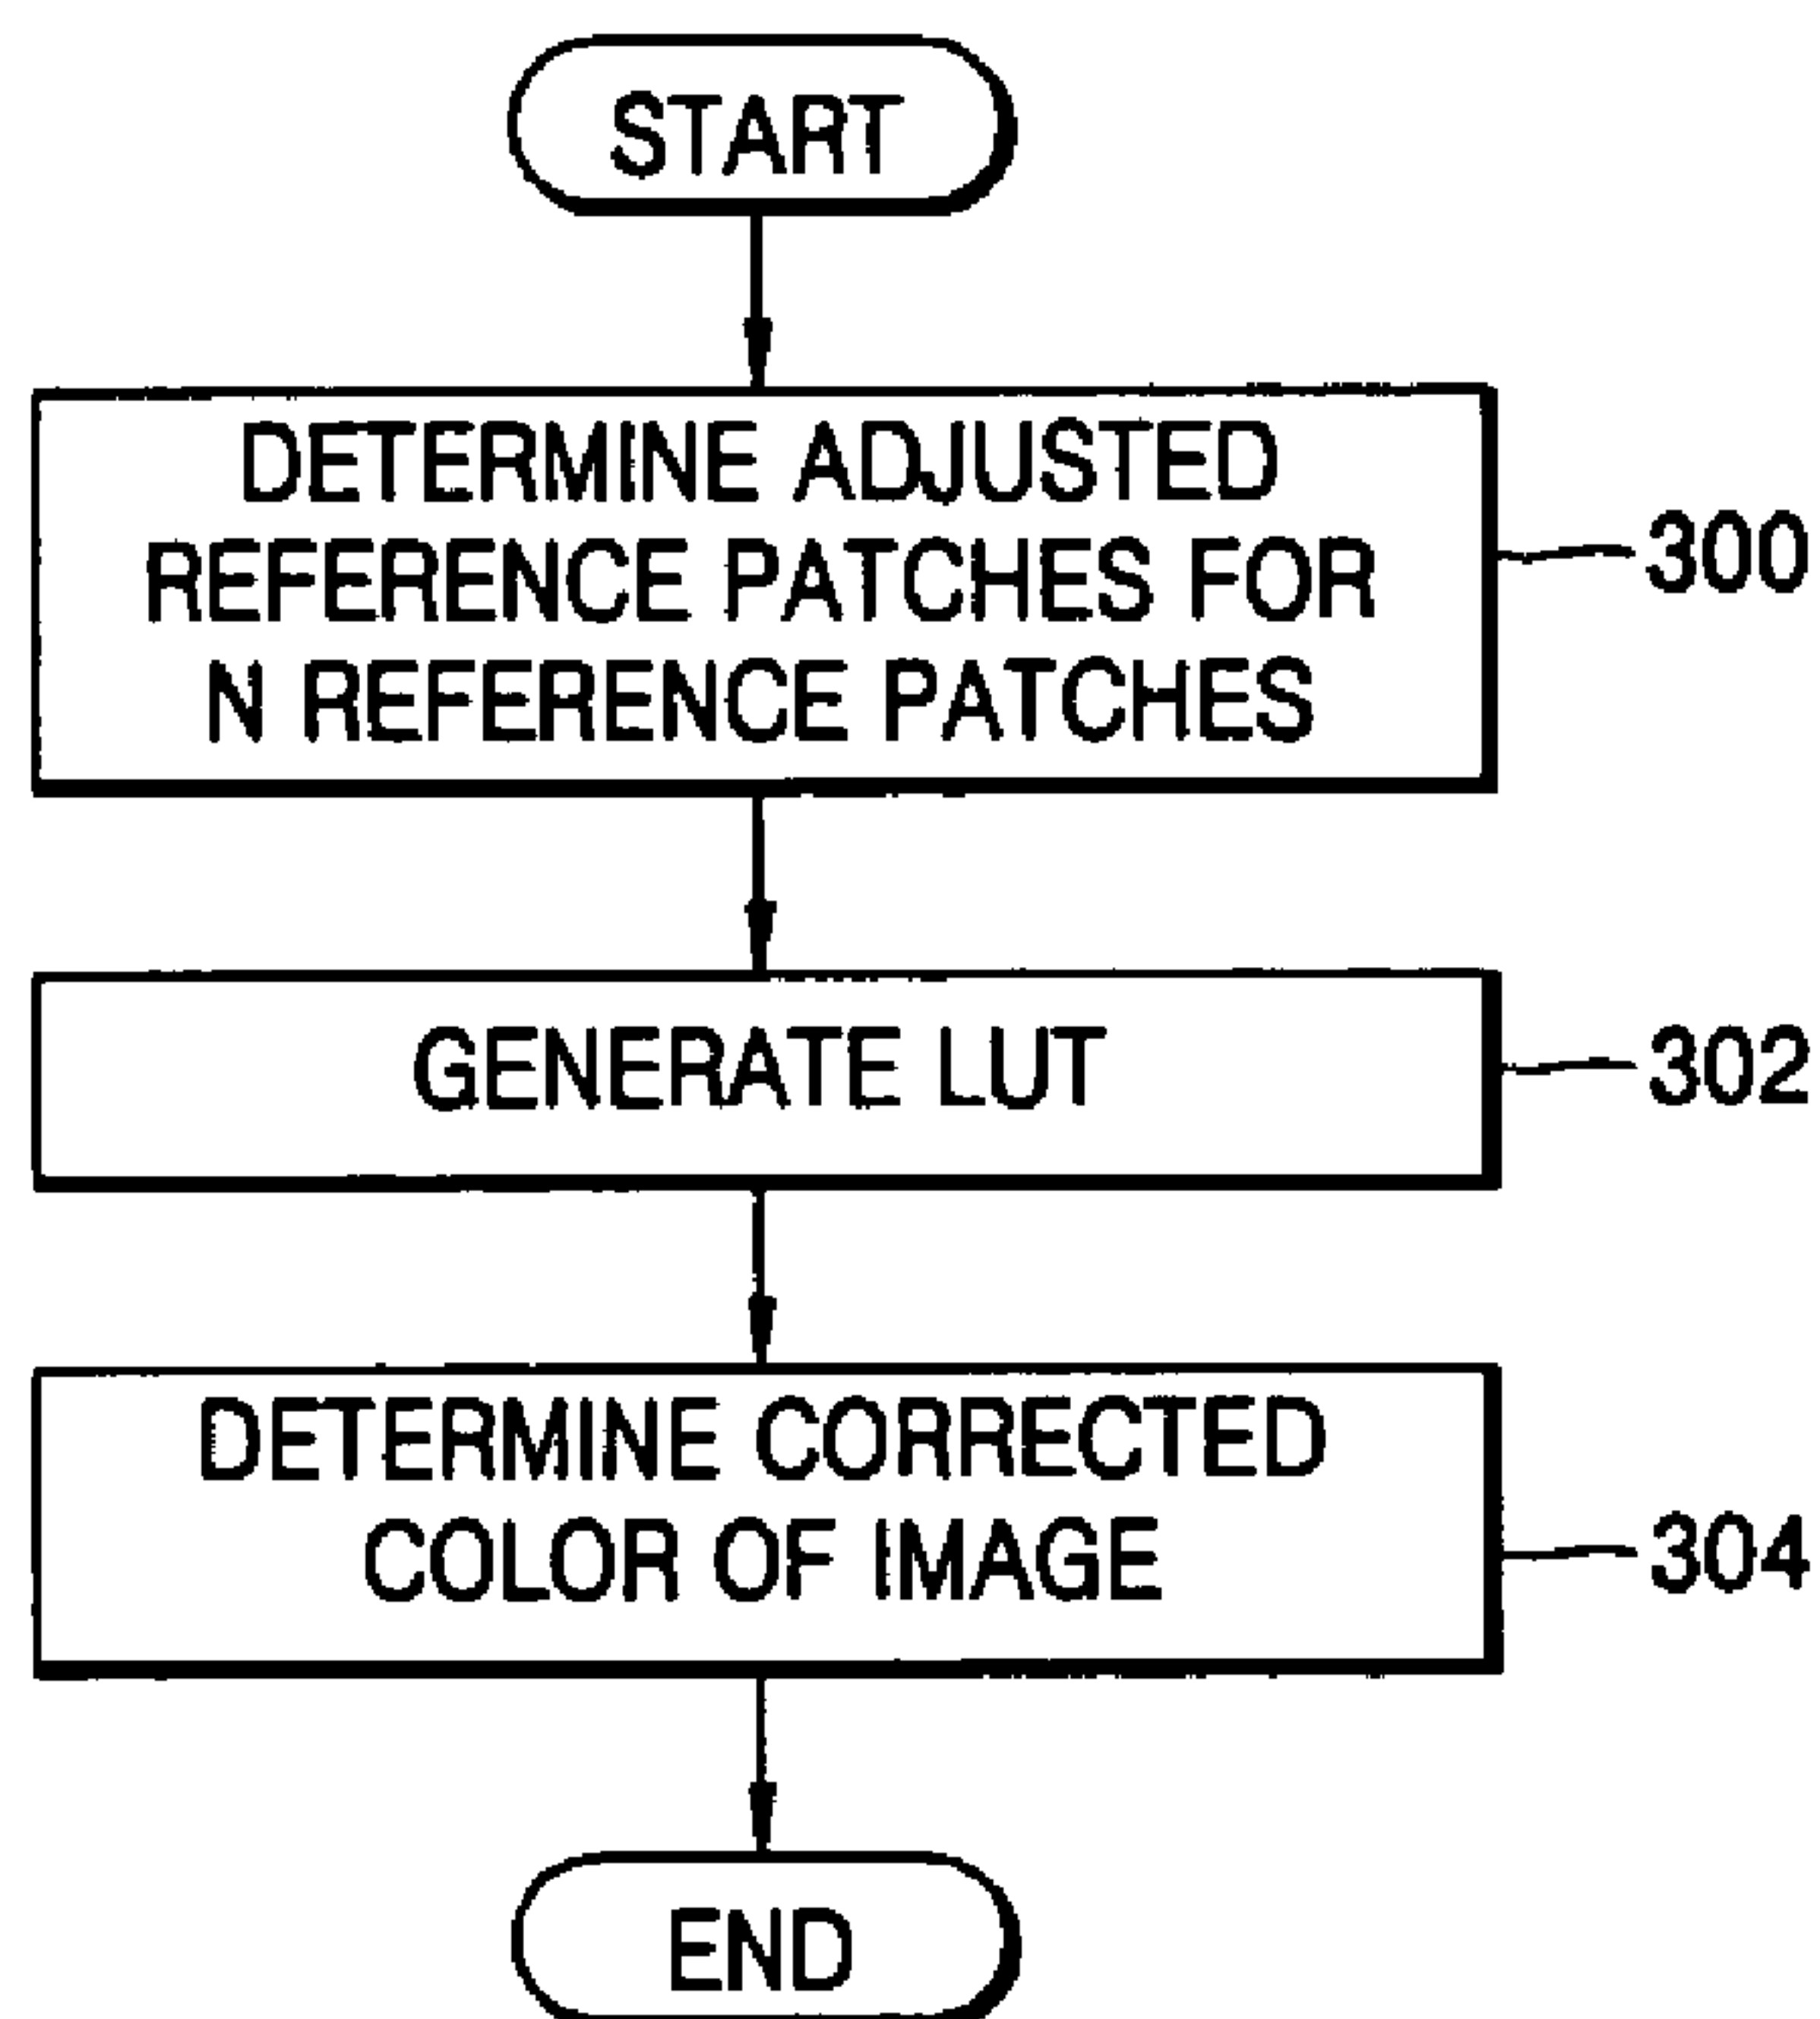 START
DETERMINE ADJUSTED
REFERENCE PATCHES FOR
N REFERENCE PATCHES
300
GENERATE LUT
302
DETERMINE CORRECTED
COLOR OF IMAGE
304
END